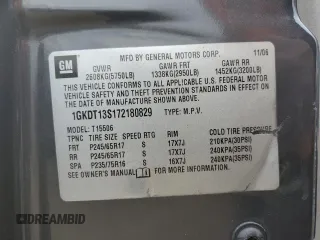 GM
MFD BY GENERAL MOTORS CORP. 11/06
GVWR GAWR FRT GAWR RR
2608KG(5750LB) 1338KG(2950LB) 1452KG(3200LB)
THIS VEHICLE CONFORMS TO ALL APPLICABLE U.S. FEDERAL MOTOR
VEHICLE SAFETY AND THEFT PREVENTION STANDARDS IN
EFFECT ON THE DATE OF MANUFACTURE SHOWN ABOVE.
1GKDT13S172180829 TYPE: M.P.V.
MODEL: T15506
TPNC TIRE SIZE SPEED RTG RIM COLD TIRE PRESSURE
FRT P245/65R17 S 17X7J 210KPA(30PSI)
RR P245/65R17 S 17X7J 240KPA(35PSI)
SPA P235/75R16 S 16X7J 240KPA(35PSI)
SEE OWNER'S MANUAL FOR ADDITIONAL INFORMATION
DREAMBID